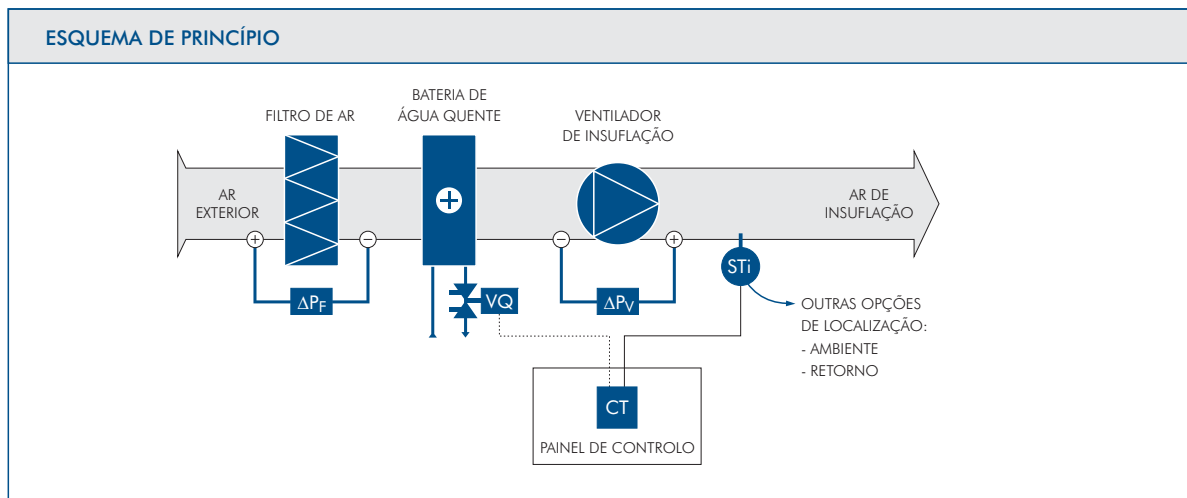 ESQUEMA DE PRINCÍPIO
FILTRO DE AR
BATERIA DE
ÁGUA QUENTE
VENTILADOR
DE INSUFLAÇÃO
AR
EXTERIOR
AR DE
INSUFLAÇÃO
+
−
+
−
+
ΔPF
VQ
ΔPV
STi
OUTRAS OPÇÕES
DE LOCALIZAÇÃO:
- AMBIENTE
- RETORNO
CT
PAINEL DE CONTROLO